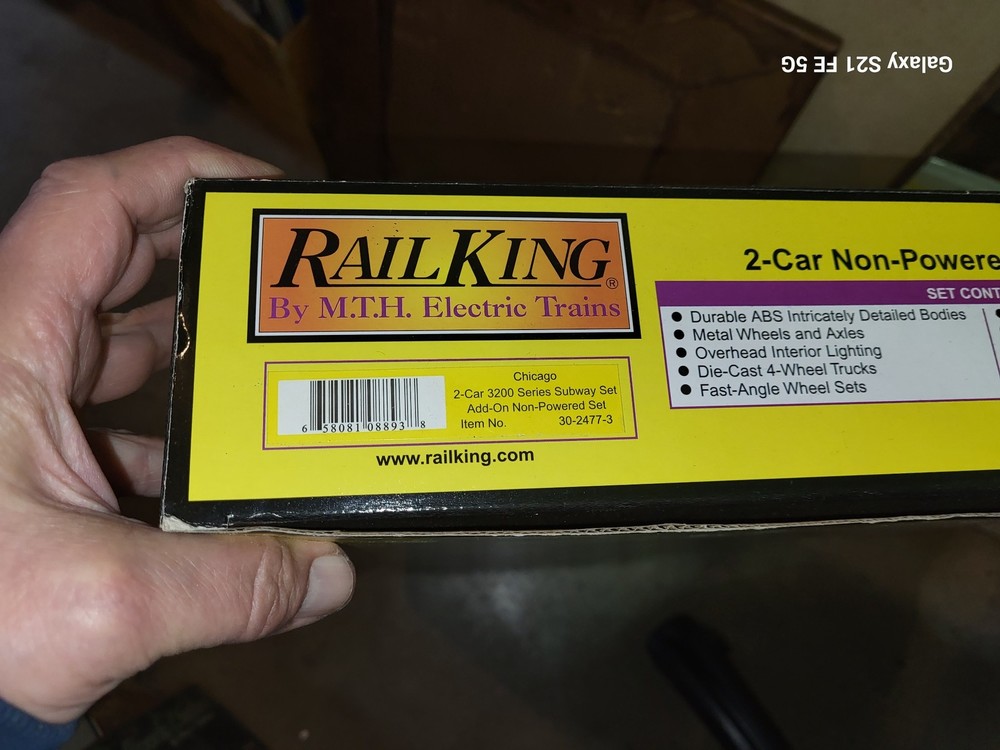 Galaxy S21 FE 5G
RAILKING®
By M.T.H. Electric Trains
Chicago
2-Car 3200 Series Subway Set
Add-On Non-Powered Set
Item No. 30-2477-3
6 58081 08893 8
www.railking.com
2-Car Non-Powere
SET CONT
● Durable ABS Intricately Detailed Bodies
● Metal Wheels and Axles
● Overhead Interior Lighting
● Die-Cast 4-Wheel Trucks
● Fast-Angle Wheel Sets